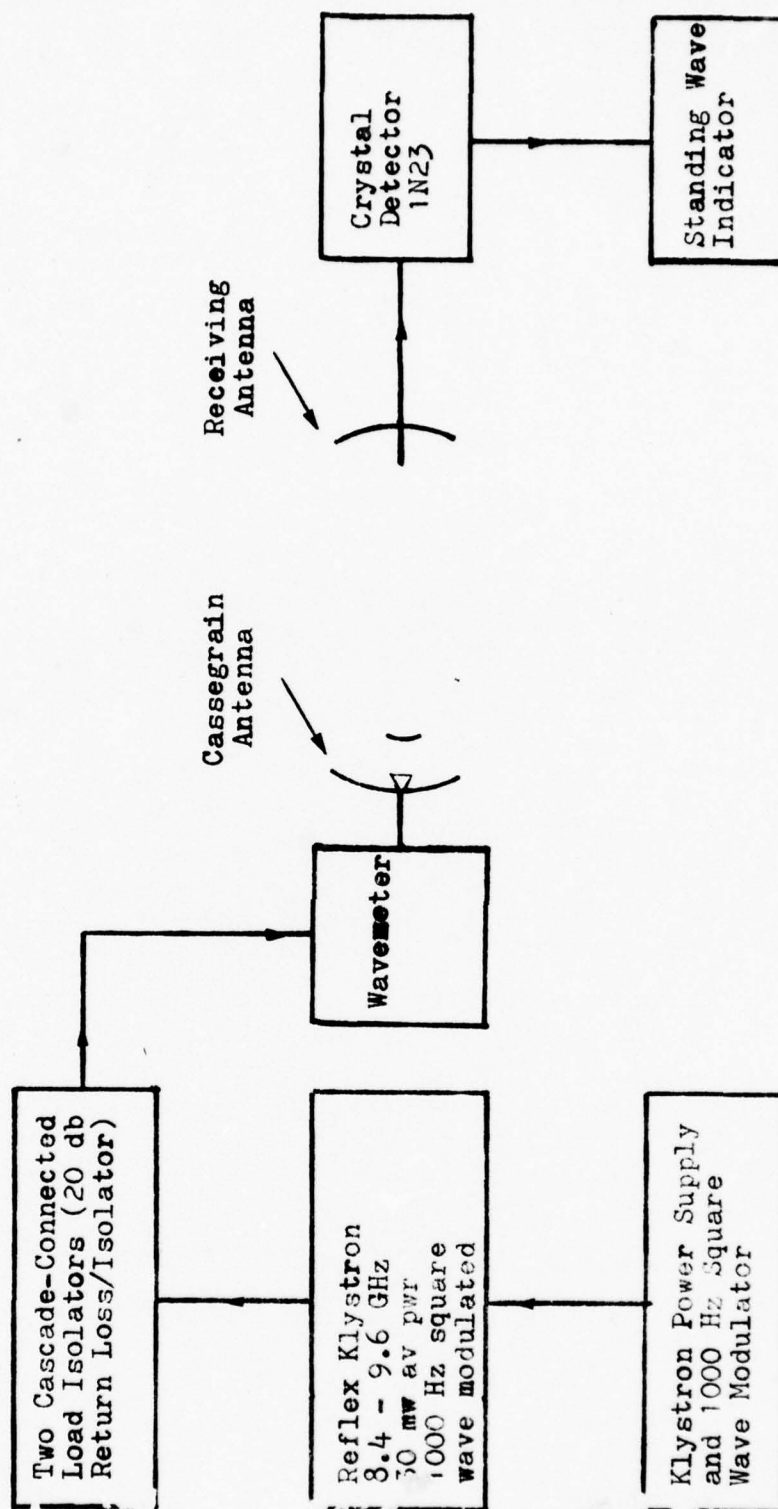 Two Cascade-Connected
Load Isolators (20 db
Return Loss/Isolator)
Reflex Klystron
8.4 - 9.6 GHz
30 mw av pwr
1000 Hz square
wave modulated
Klystron Power Supply
and 1000 Hz Square
Wave Modulator
Wavemeter
Cassegrain
Antenna
Receiving
Antenna
Crystal
Detector
1N23
Standing Wave
Indicator